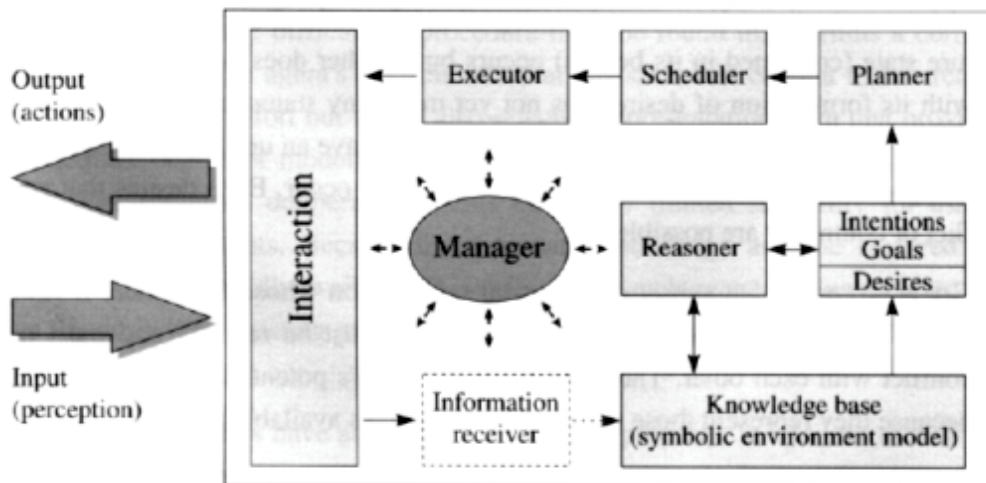 Output
(actions)
Input
(perception)
Interaction
Executor
Scheduler
Planner
Manager
Reasoner
Intentions
Goals
Desires
Information
receiver
Knowledge base
(symbolic environment model)